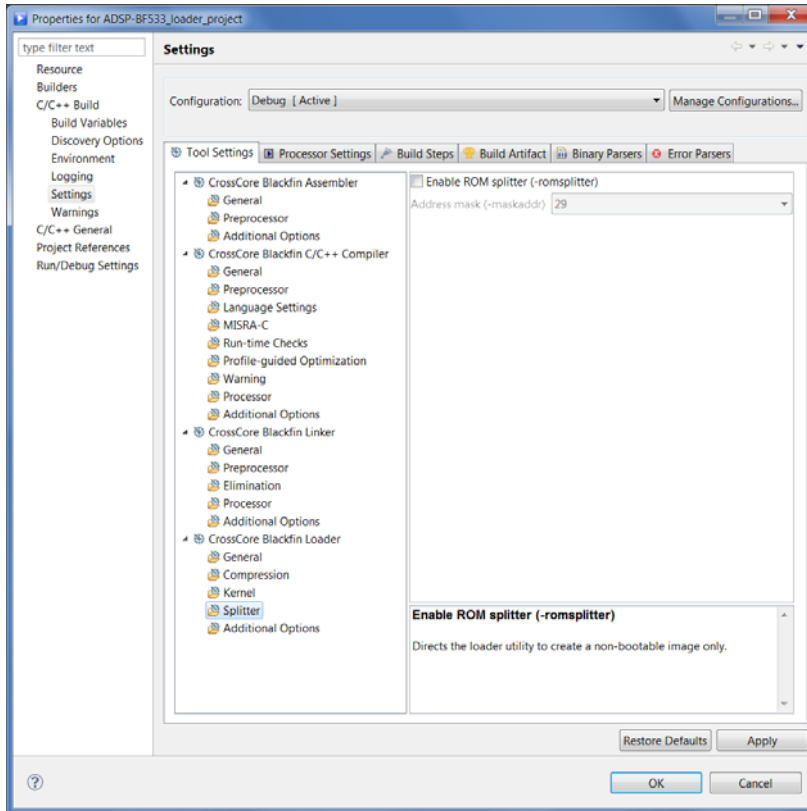 Properties for ADSP-BF533_loader_project
type filter text
Resource
Builders
C/C++ Build
Build Variables
Discovery Options
Environment
Logging
Settings
Warnings
C/C++ General
Project References
Run/Debug Settings
Settings
Configuration: Debug [ Active ] Manage Configurations...
Tool Settings Processor Settings Build Steps Build Artifact Binary Parsers Error Parsers
CrossCore Blackfin Assembler
General
Preprocessor
Additional Options
CrossCore Blackfin C/C++ Compiler
General
Preprocessor
Language Settings
MISRA-C
Run-time Checks
Profile-guided Optimization
Warning
Processor
Additional Options
CrossCore Blackfin Linker
General
Preprocessor
Elimination
Processor
Additional Options
CrossCore Blackfin Loader
General
Compression
Kernel
Splitter
Additional Options
Enable ROM splitter (-romsplitter)
Address mask (-maskaddr) 29
Enable ROM splitter (-romsplitter)
Directs the loader utility to create a non-bootable image only.
Restore Defaults Apply
? OK Cancel